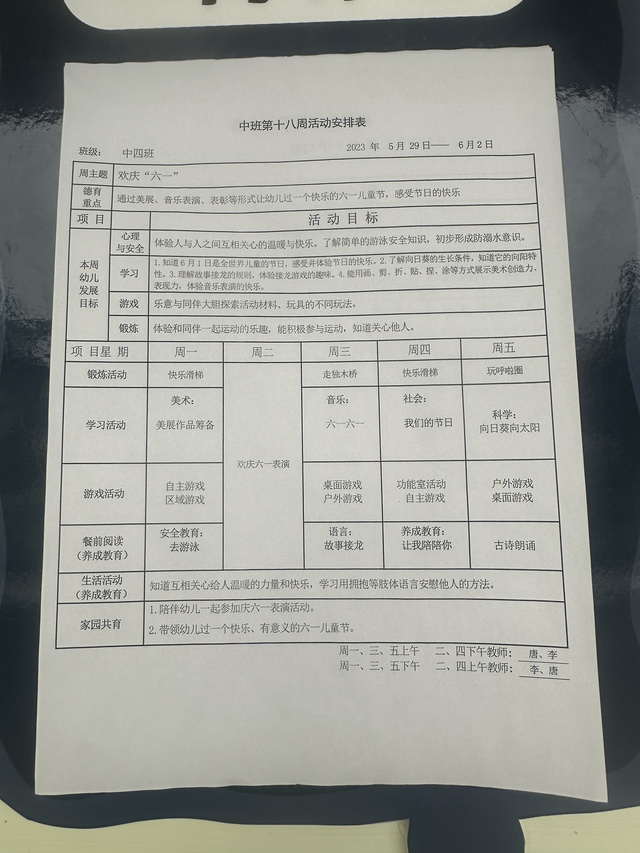 中班第十八周活动安排表
班级： 中四班 2023 年 5 月 29 日—— 6 月 2 日
周主题 欢庆“六一”
德育重点 通过美展、音乐表演、表彰等形式让幼儿过一个快乐的六一儿童节，感受节日的快乐
项 目 活 动 目 标
本周幼儿发展目标
心理与安全 体验人与人之间互相关心的温暖与快乐。了解简单的游泳安全知识，初步形成防溺水意识。
学习 1.知道6月1日是全世界儿童的节日，感受并体验节日的快乐。2.了解向日葵的生长条件，知道它的向阳特
性。3.理解故事接龙的规则，体验接龙游戏的趣味。4.能用画、剪、折、贴、捏、涂等方式展示美术创造力、
表现力，体验音乐表演的快乐。
游戏 乐意与同伴大胆探索活动材料、玩具的不同玩法。
锻炼 体验和同伴一起运动的乐趣，能积极参与运动，知道关心他人。
项 目 星 期 周一 周二 周三 周四 周五
锻炼活动 快乐滑梯 走独木桥 快乐滑梯 玩呼啦圈
学习活动 美术： 音乐： 社会： 科学：
美展作品筹备 六一六一 我们的节日 向日葵向太阳
欢庆六一表演
游戏活动 自主游戏 桌面游戏 功能室活动 户外游戏
区域游戏 户外游戏 自主游戏 桌面游戏
餐前阅读 安全教育： 语言： 养成教育： 古诗朗诵
（养成教育） 去游泳 故事接龙 让我陪陪你
生活活动
（养成教育） 知道互相关心给人温暖的力量和快乐，学习用拥抱等肢体语言安慰他人的方法。
家园共育 1.陪伴幼儿一起参加庆六一表演活动。
2.带领幼儿过一个快乐、有意义的六一儿童节。
周一、三、五上午 二、四下午教师： 唐、李
周一、三、五下午 二、四上午教师： 李、唐